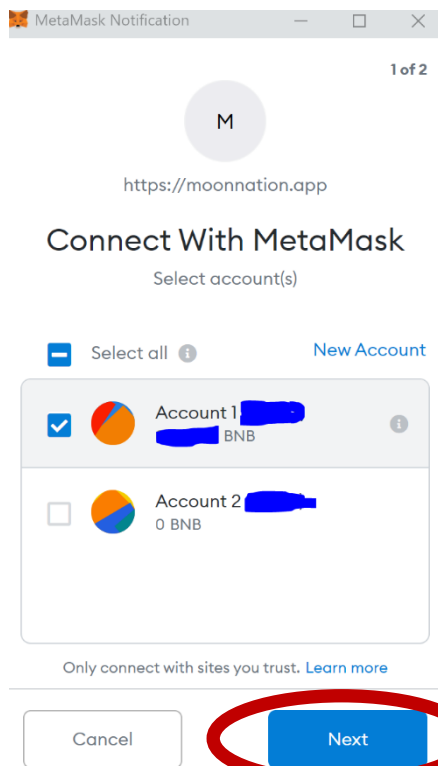 MetaMask Notification
1 of 2
M
https://moonnation.app
Connect With MetaMask
Select account(s)
Select all
New Account
Account 1
BNB
Account 2
0 BNB
Only connect with sites you trust. Learn more
Cancel
Next